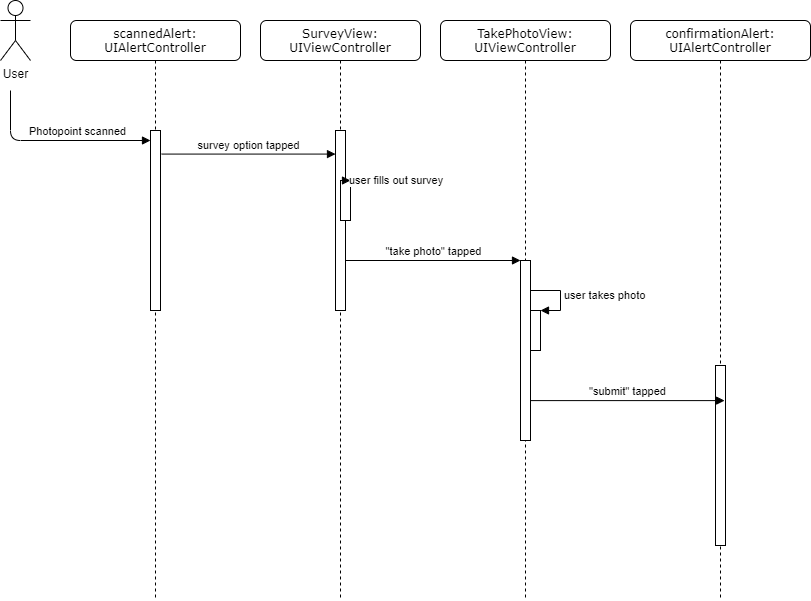 scannedAlert:
UIAlertController
SurveyView:
UIViewController
TakePhotoView:
UIViewController
confirmationAlert:
UIAlertController
User
Photopoint scanned
survey option tapped
user fills out survey
"take photo" tapped
user takes photo
"submit" tapped